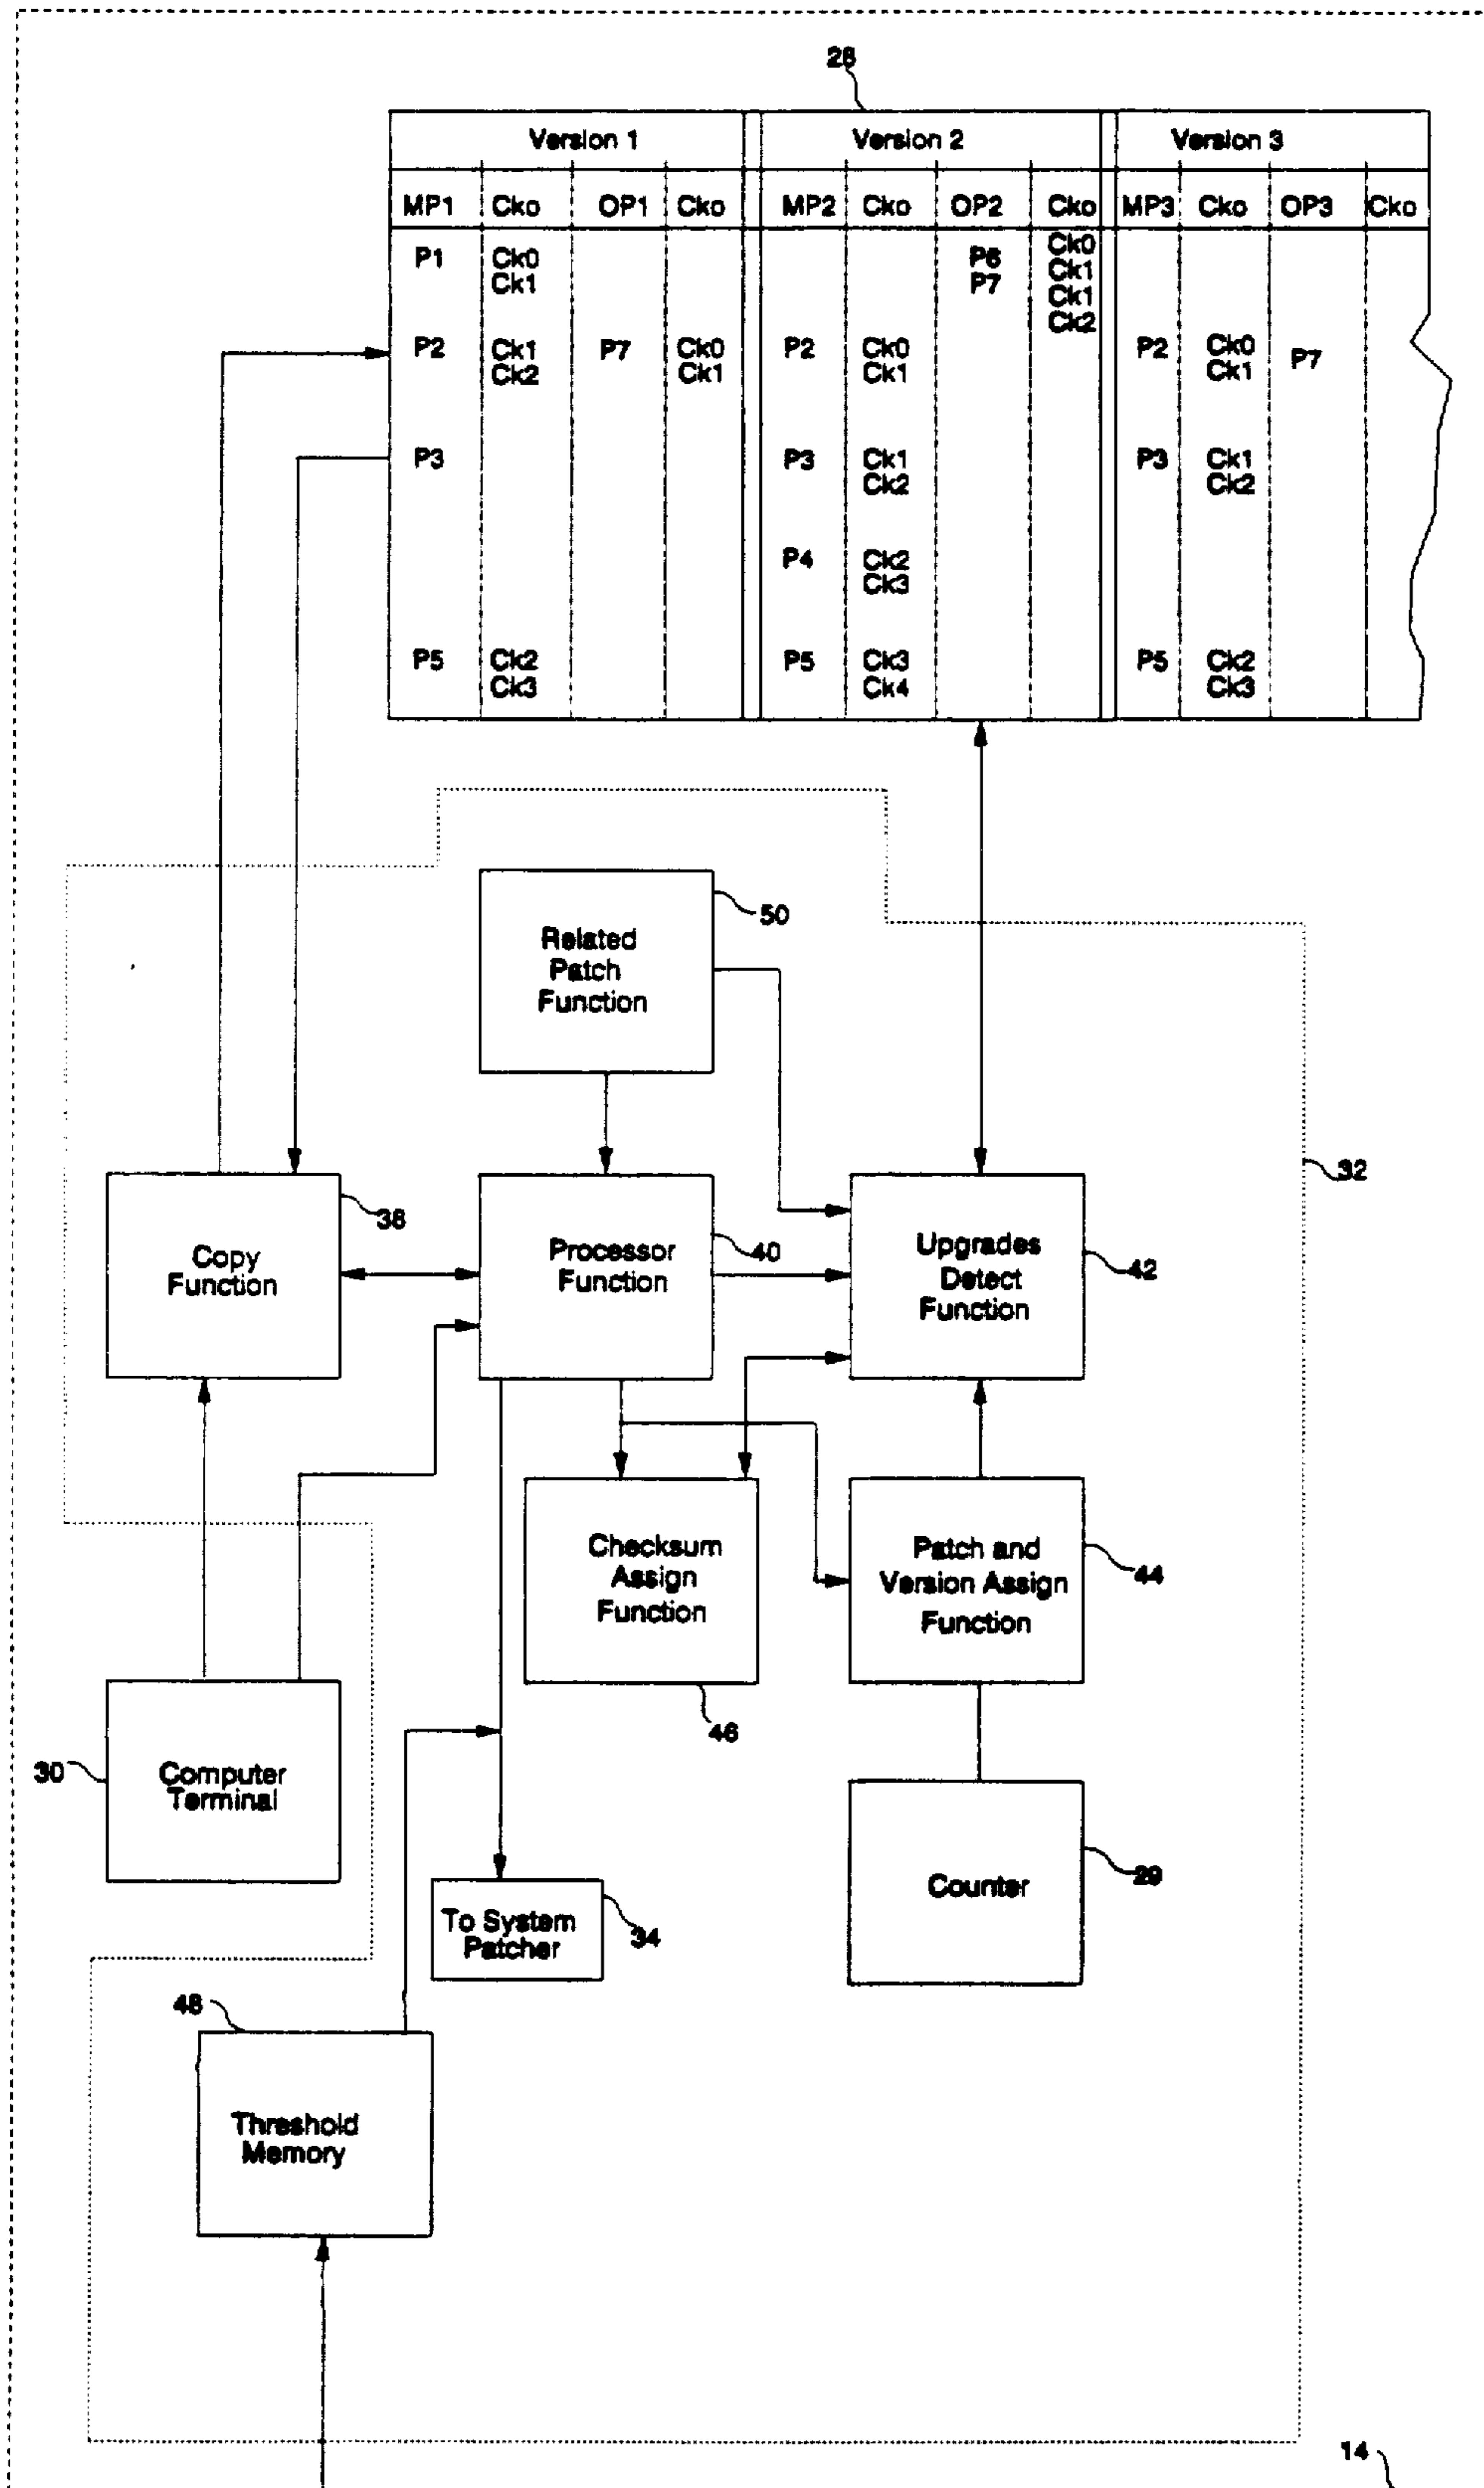 28
Version 1 Version 2 Version 3
MP1 Cko OP1 Cko MP2 Cko OP2 Cko MP3 Cko OP3 Cko
P1 Ck0 P6 Ck0
Ck1 P7 Ck1
Ck1
Ck2
P2 Ck1 P7 Ck0 P2 Ck0 P2 Ck0 P7
Ck2 Ck1 Ck1 Ck1
P3 P3 Ck1 P3 Ck1
Ck2 Ck2
P4 Ck2
Ck3
P5 Ck2 P5 Ck3 P5 Ck2
Ck3 Ck4 Ck3
50
Related
Patch
Function
32
38
Copy
Function
40
Processor
Function
42
Upgrades
Detect
Function
Checksum
Assign
Function
46
Patch and
Version Assign
Function
44
30
Computer
Terminal
To System
Patcher
34
Counter
29
48
Threshold
Memory
14